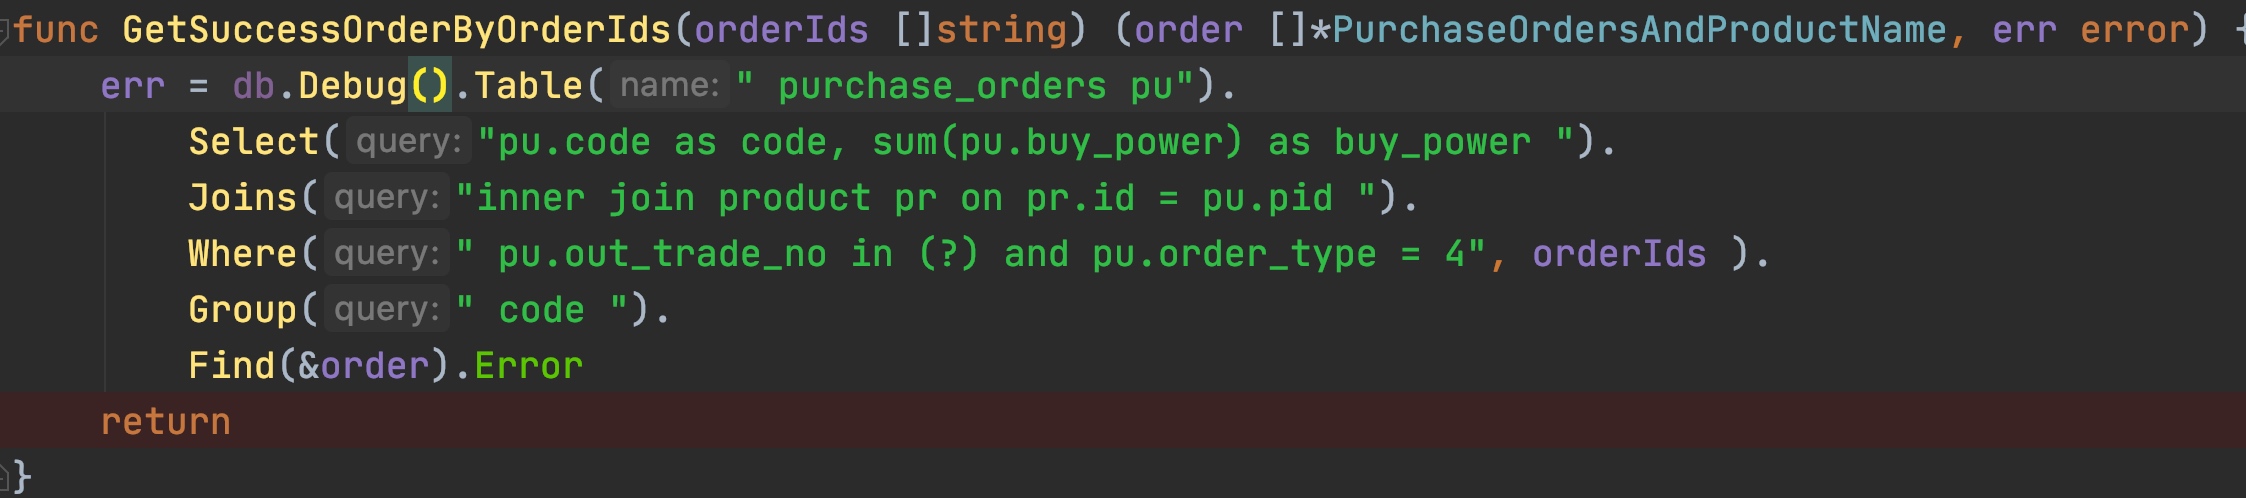 func GetSuccessOrderByOrderIds(orderIds []string) (order []*PurchaseOrdersAndProductName, err error) {
err = db.Debug().Table( name: " purchase_orders pu").
Select( query: "pu.code as code, sum(pu.buy_power) as buy_power ").
Joins( query: "inner join product pr on pr.id = pu.pid ").
Where( query: " pu.out_trade_no in (?) and pu.order_type = 4", orderIds ).
Group( query: " code ").
Find(&order).Error
return
}